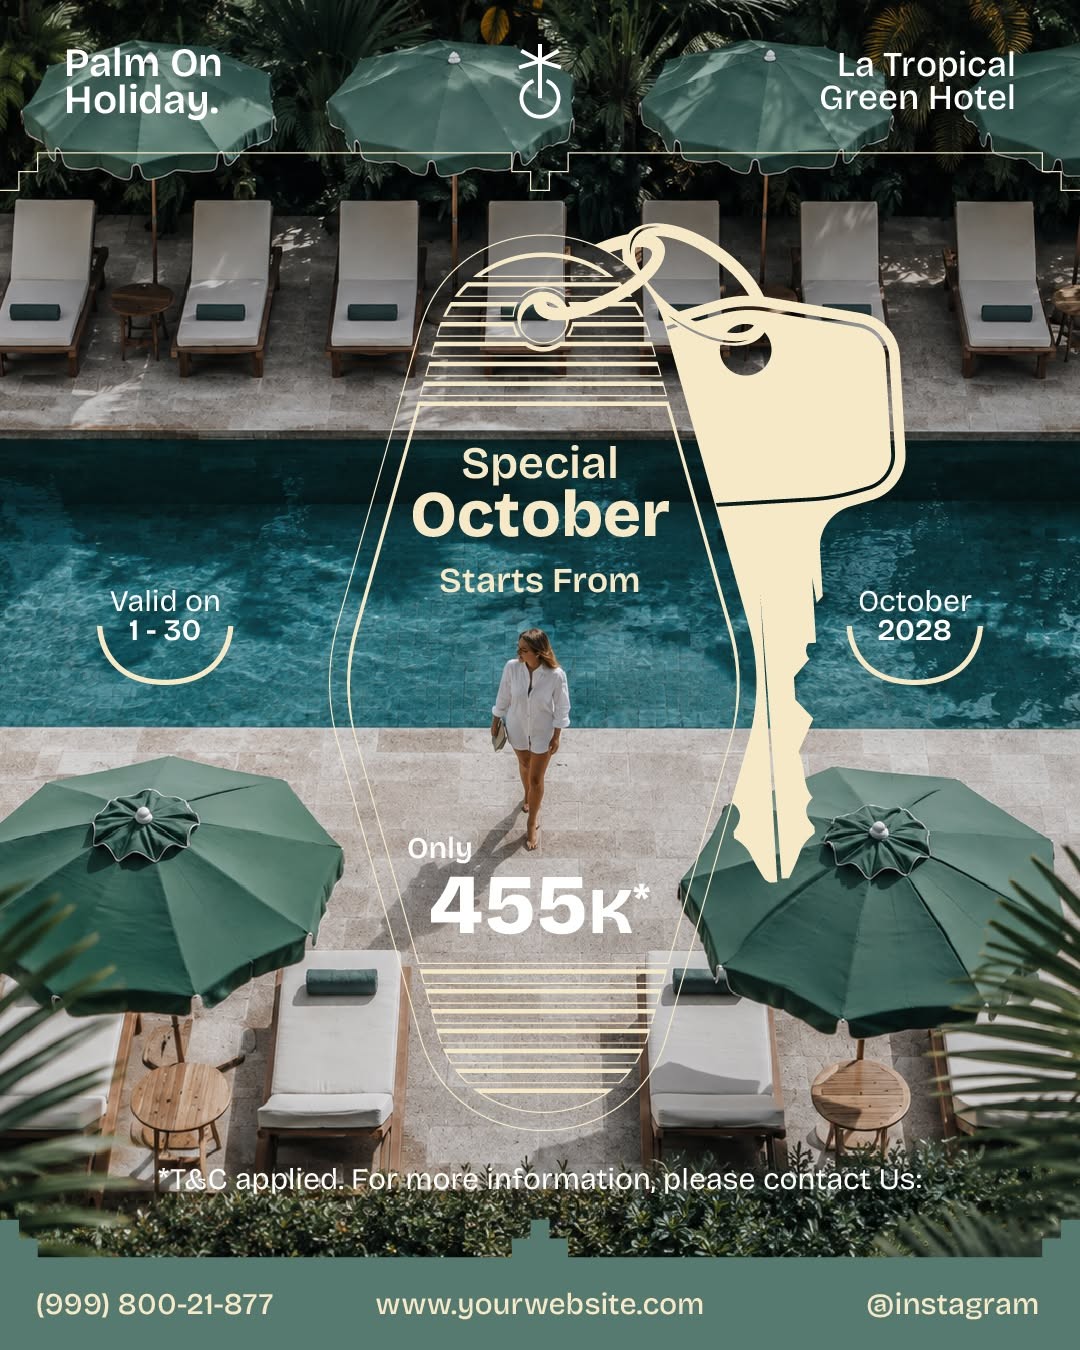 Palm On
Holiday.
La Tropical
Green Hotel
Special
October
Starts From
Valid on
1 - 30
October
2028
Only
455K*
*T&C applied. For more information, please contact Us:
(999) 800-21-877
www.yourwebsite.com
@instagram